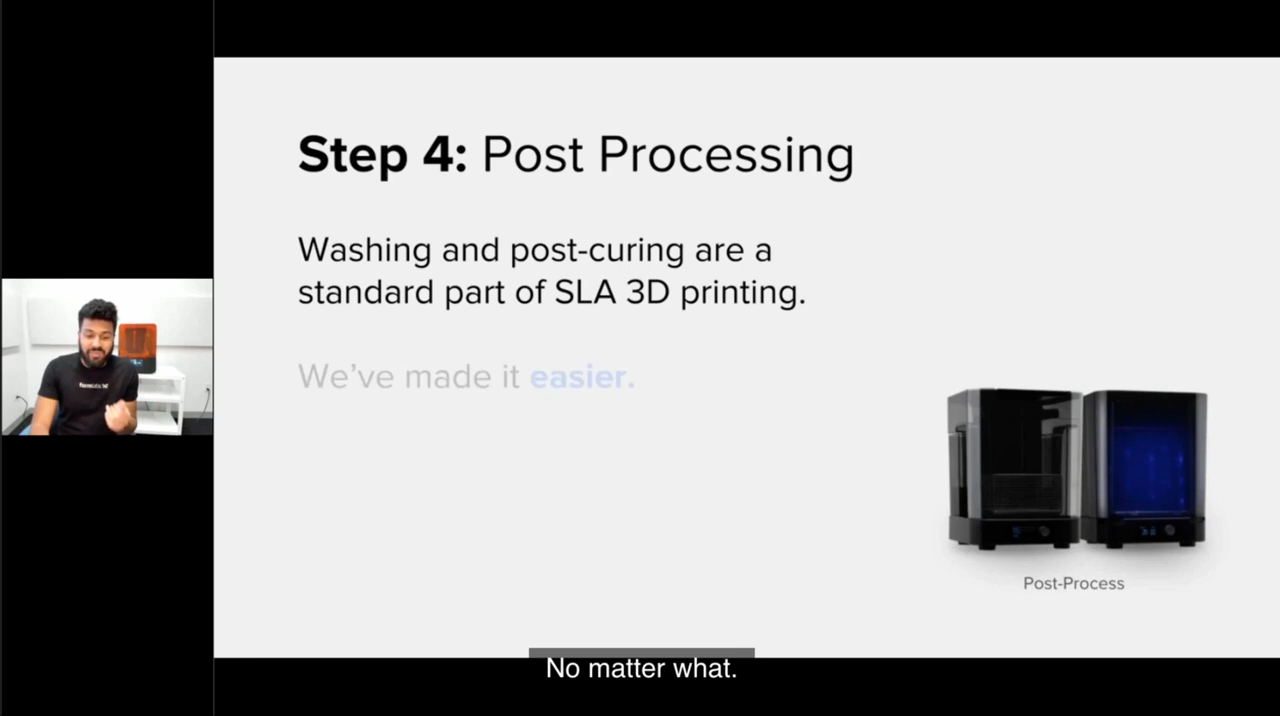 Step 4: Post Processing
Washing and post-curing are a
standard part of SLA 3D printing.
We’ve made it easier.
formlabs
Post-Process
No matter what.